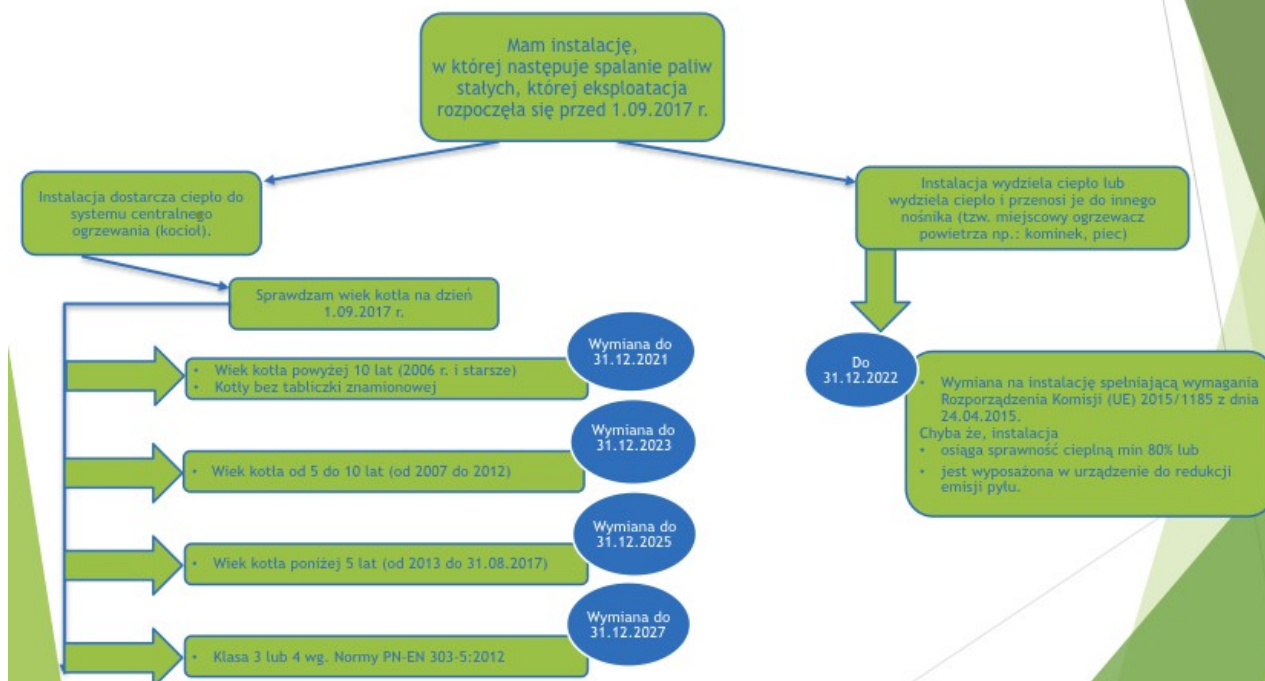 Mam instalację,
w której następuje spalanie paliw
stałych, której eksploatacja
rozpoczęła się przed 1.09.2017 r.
Instalacja dostarcza ciepło do
systemu centralnego
ogrzewania (kocioł).
Sprawdzam wiek kotła na dzień
1.09.2017 r.
Wymiana do
31.12.2021
• Wiek kotła powyżej 10 lat (2006 r. i starsze)
• Kotły bez tabliczki znamionowej
Wymiana do
31.12.2023
• Wiek kotła od 5 do 10 lat (od 2007 do 2012)
Wymiana do
31.12.2025
• Wiek kotła poniżej 5 lat (od 2013 do 31.08.2017)
Wymiana do
31.12.2027
• Klasa 3 lub 4 wg. Normy PN-EN 303-5:2012
Instalacja wydziela ciepło lub
wydziela ciepło i przenosi je do innego
nośnika (tzw. miejscowy ogrzewacz
powietrza np.: kominek, piec)
Do
31.12.2022
• Wymiana na instalację spełniającą wymagania
Rozporządzenia Komisji (UE) 2015/1185 z dnia
24.04.2015.
Chyba że, instalacja
• osiąga sprawność cieplną min 80% lub
• jest wyposażona w urządzenie do redukcji
emisji pyłu.